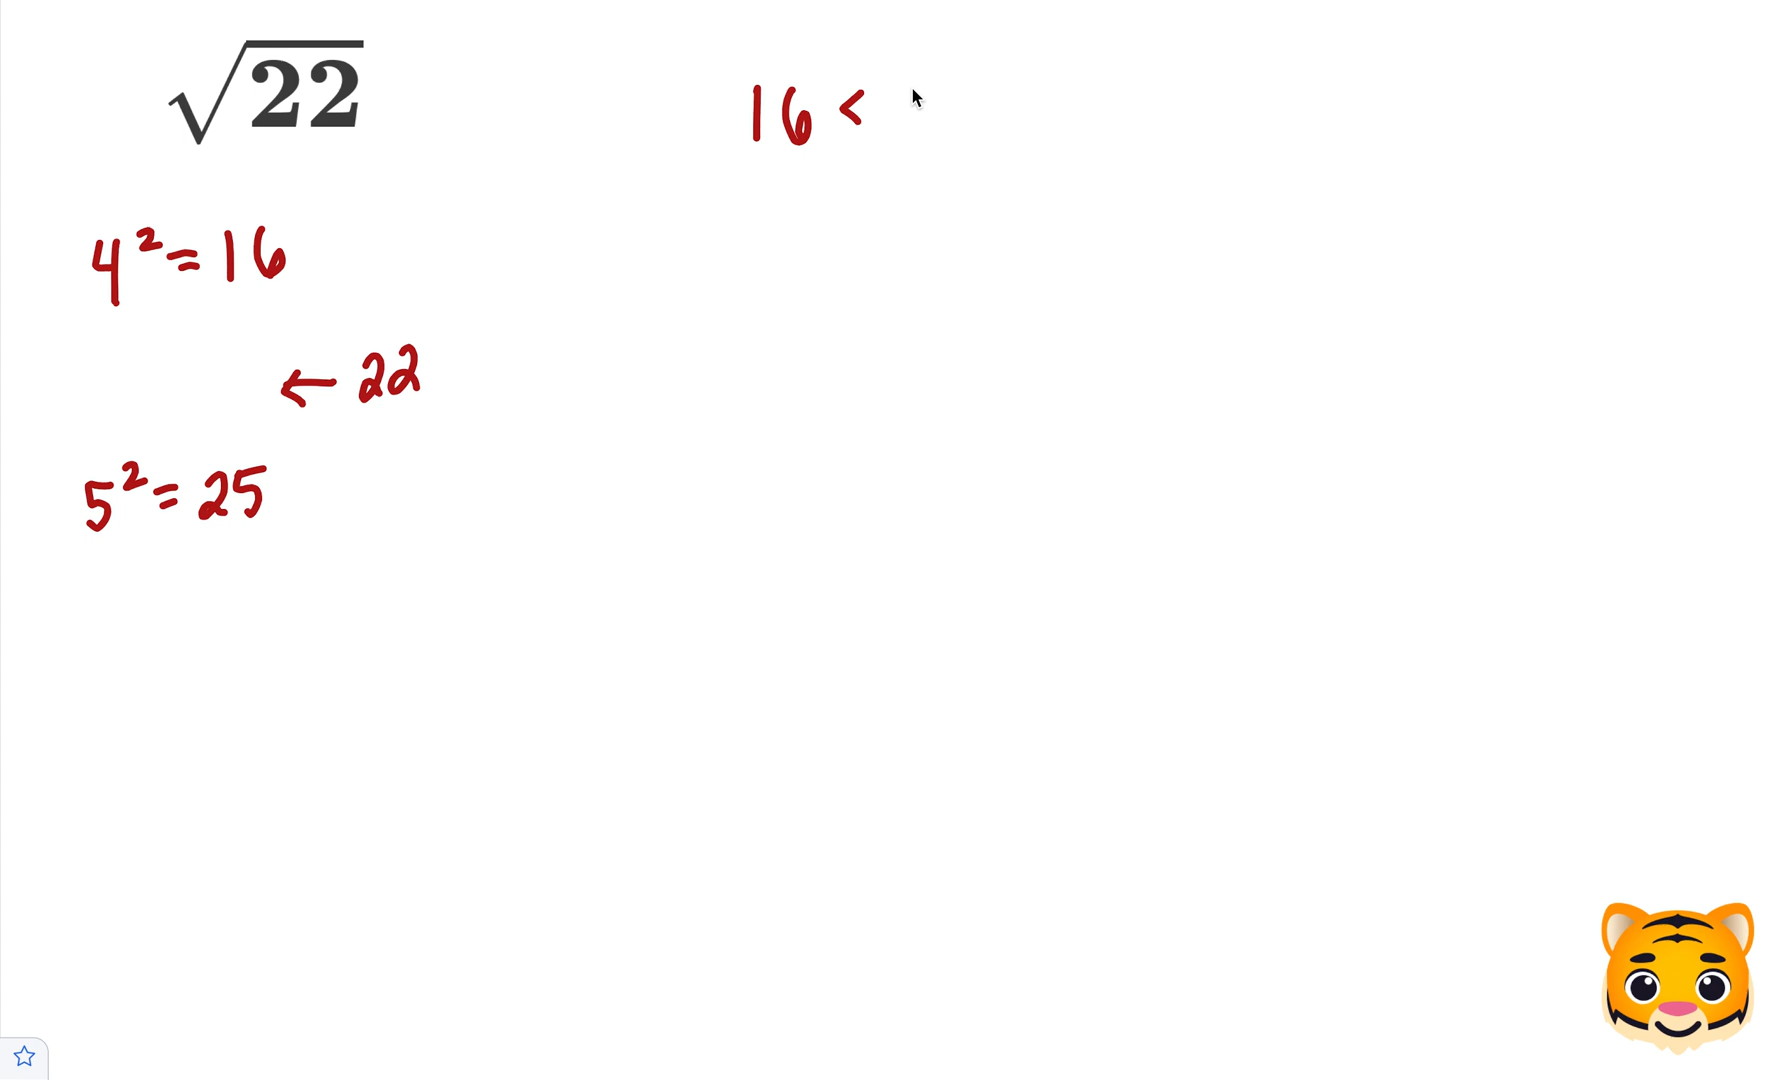 √22
16 <
4² = 16
← 22
5² = 25